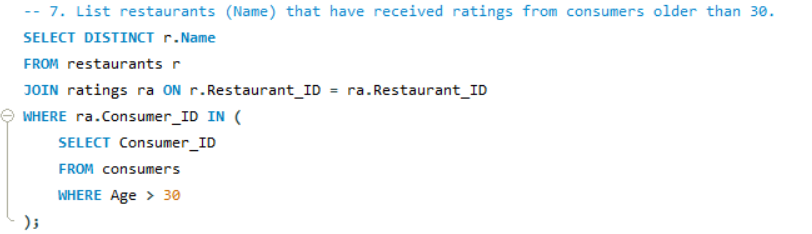 -- 7. List restaurants (Name) that have received ratings from consumers older than 30.
SELECT DISTINCT r.Name
FROM restaurants r
JOIN ratings ra ON r.Restaurant_ID = ra.Restaurant_ID
WHERE ra.Consumer_ID IN (
SELECT Consumer_ID
FROM consumers
WHERE Age > 30
);